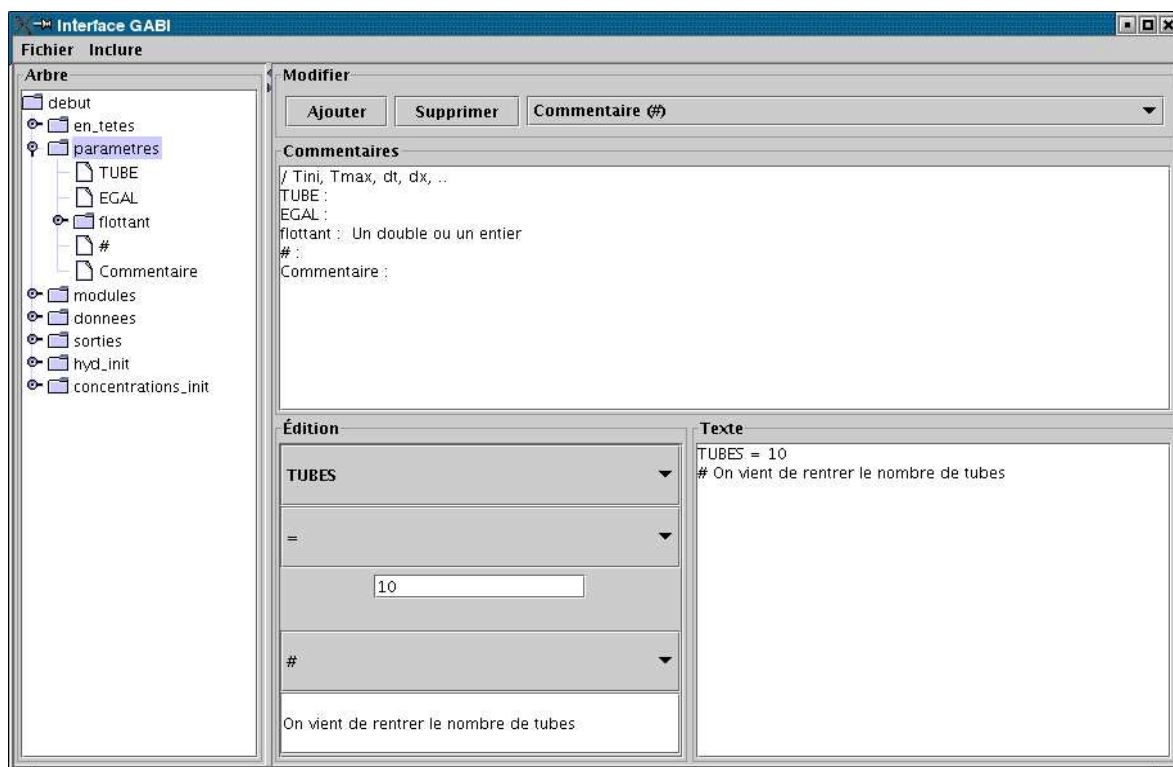 Interface GABI
Fichier Inclure
Arbre
debut
en_tetes
parametres
TUBE
EGAL
flottant
#
Commentaire
modules
donnees
sorties
hyd_init
concentrations_init
Modifier
Ajouter Supprimer Commentaire (#)
Commentaires
/ Tini, Tmax, dt, dx, ..
TUBE :
EGAL :
flottant : Un double ou un entier
# :
Commentaire :
Édition
TUBES
=
10
#
On vient de rentrer le nombre de tubes
Texte
TUBES = 10
# On vient de rentrer le nombre de tubes